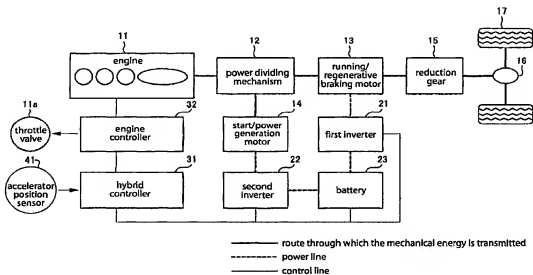 17
11
12
13
15
engine
power dividing
mechanism
running/
regenerative
braking motor
reduction
gear
16
11a
32
14
21
throttle
valve
engine
controller
start/power
generation
motor
first inverter
41
31
22
23
accelerator
position
sensor
hybrid
controller
second
inverter
battery
route through which the mechanical energy is transmitted
power line
control line